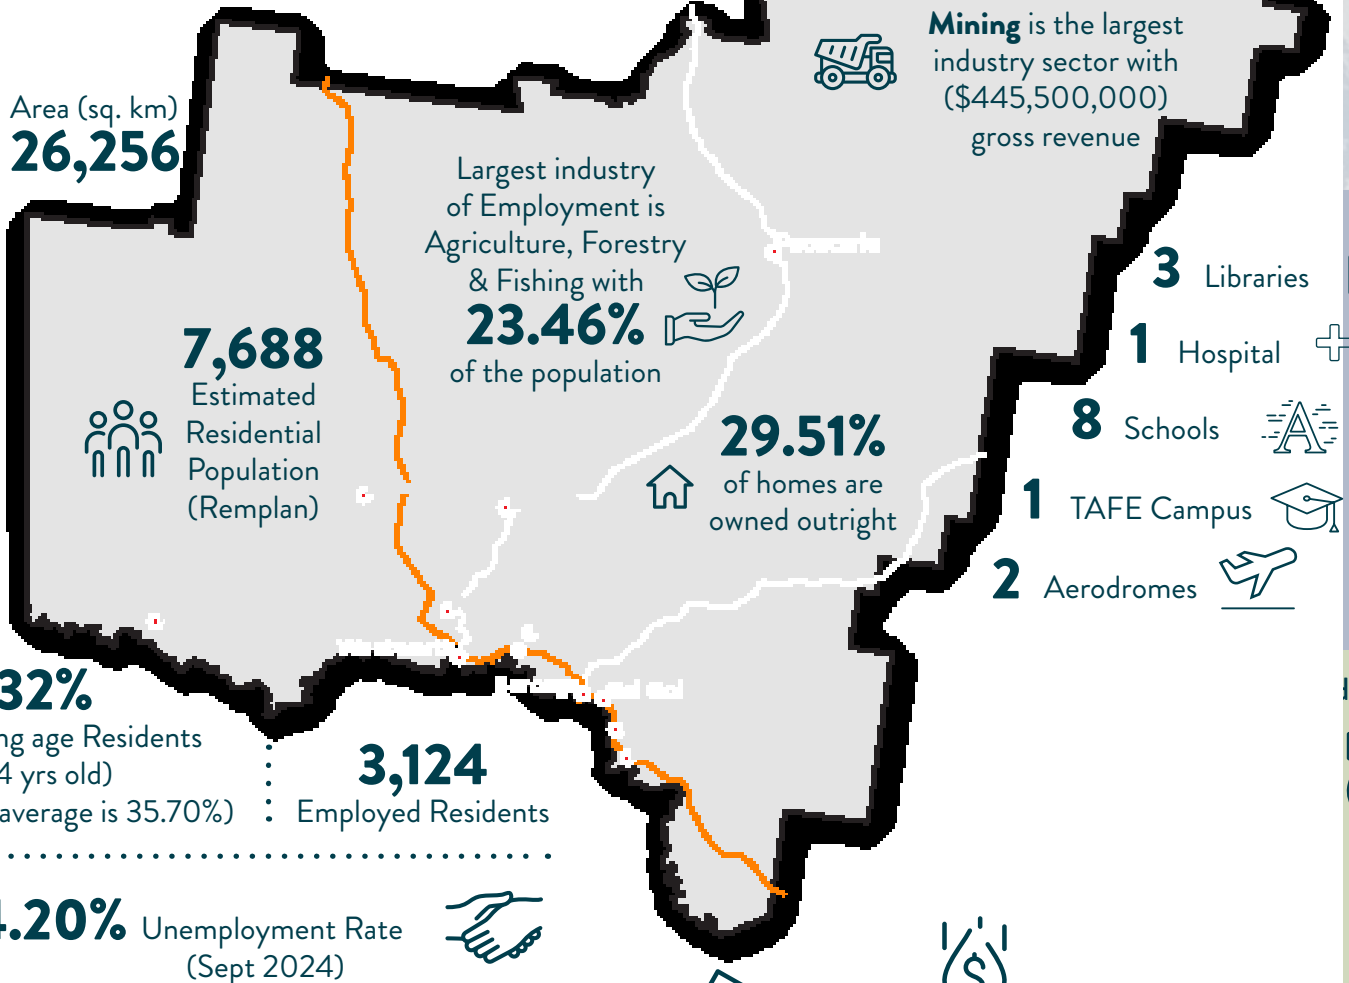 Mining is the largest
industry sector with
($445,500,000)
gross revenue
Area (sq. km)
26,256
Largest industry
of Employment is
Agriculture, Forestry
& Fishing with
23.46%
of the population
7,688
Estimated
Residential
Population
(Remplan)
29.51%
of homes are
owned outright
3 Libraries
1 Hospital
8 Schools
1 TAFE Campus
2 Aerodromes
32%
ng age Residents
4 yrs old)
average is 35.70%)
3,124
Employed Residents
4.20% Unemployment Rate
(Sept 2024)